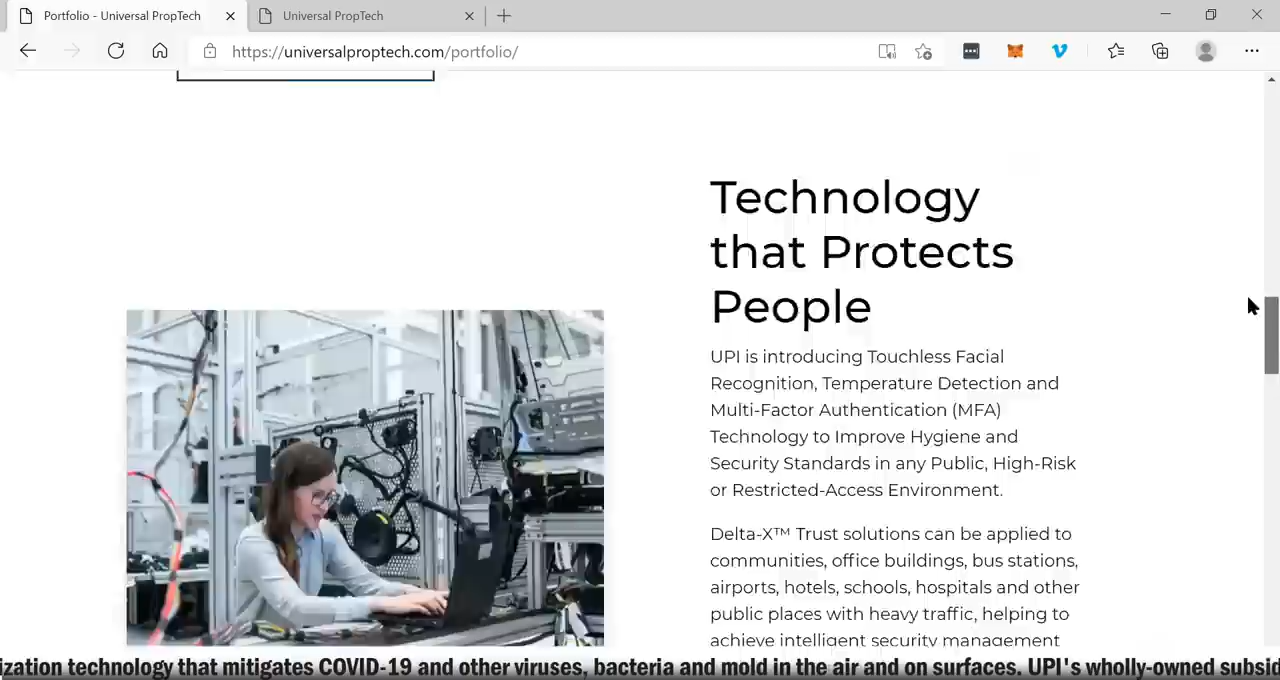 Portfolio - Universal PropTech
Universal PropTech
https://universalproptech.com/portfolio/
Technology
that Protects
People
UPI is introducing Touchless Facial
Recognition, Temperature Detection and
Multi-Factor Authentication (MFA)
Technology to Improve Hygiene and
Security Standards in any Public, High-Risk
or Restricted-Access Environment.
Delta-X™ Trust solutions can be applied to
communities, office buildings, bus stations,
airports, hotels, schools, hospitals and other
public places with heavy traffic, helping to
achieve intelligent security management
ization technology that mitigates COVID-19 and other viruses, bacteria and mold in the air and on surfaces. UPI's wholly-owned subsid